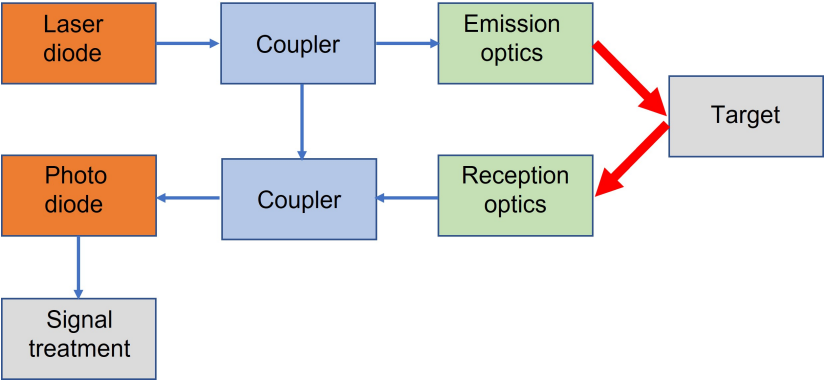 Laser
diode
Coupler
Emission
optics
Target
Photo
diode
Coupler
Reception
optics
Signal
treatment